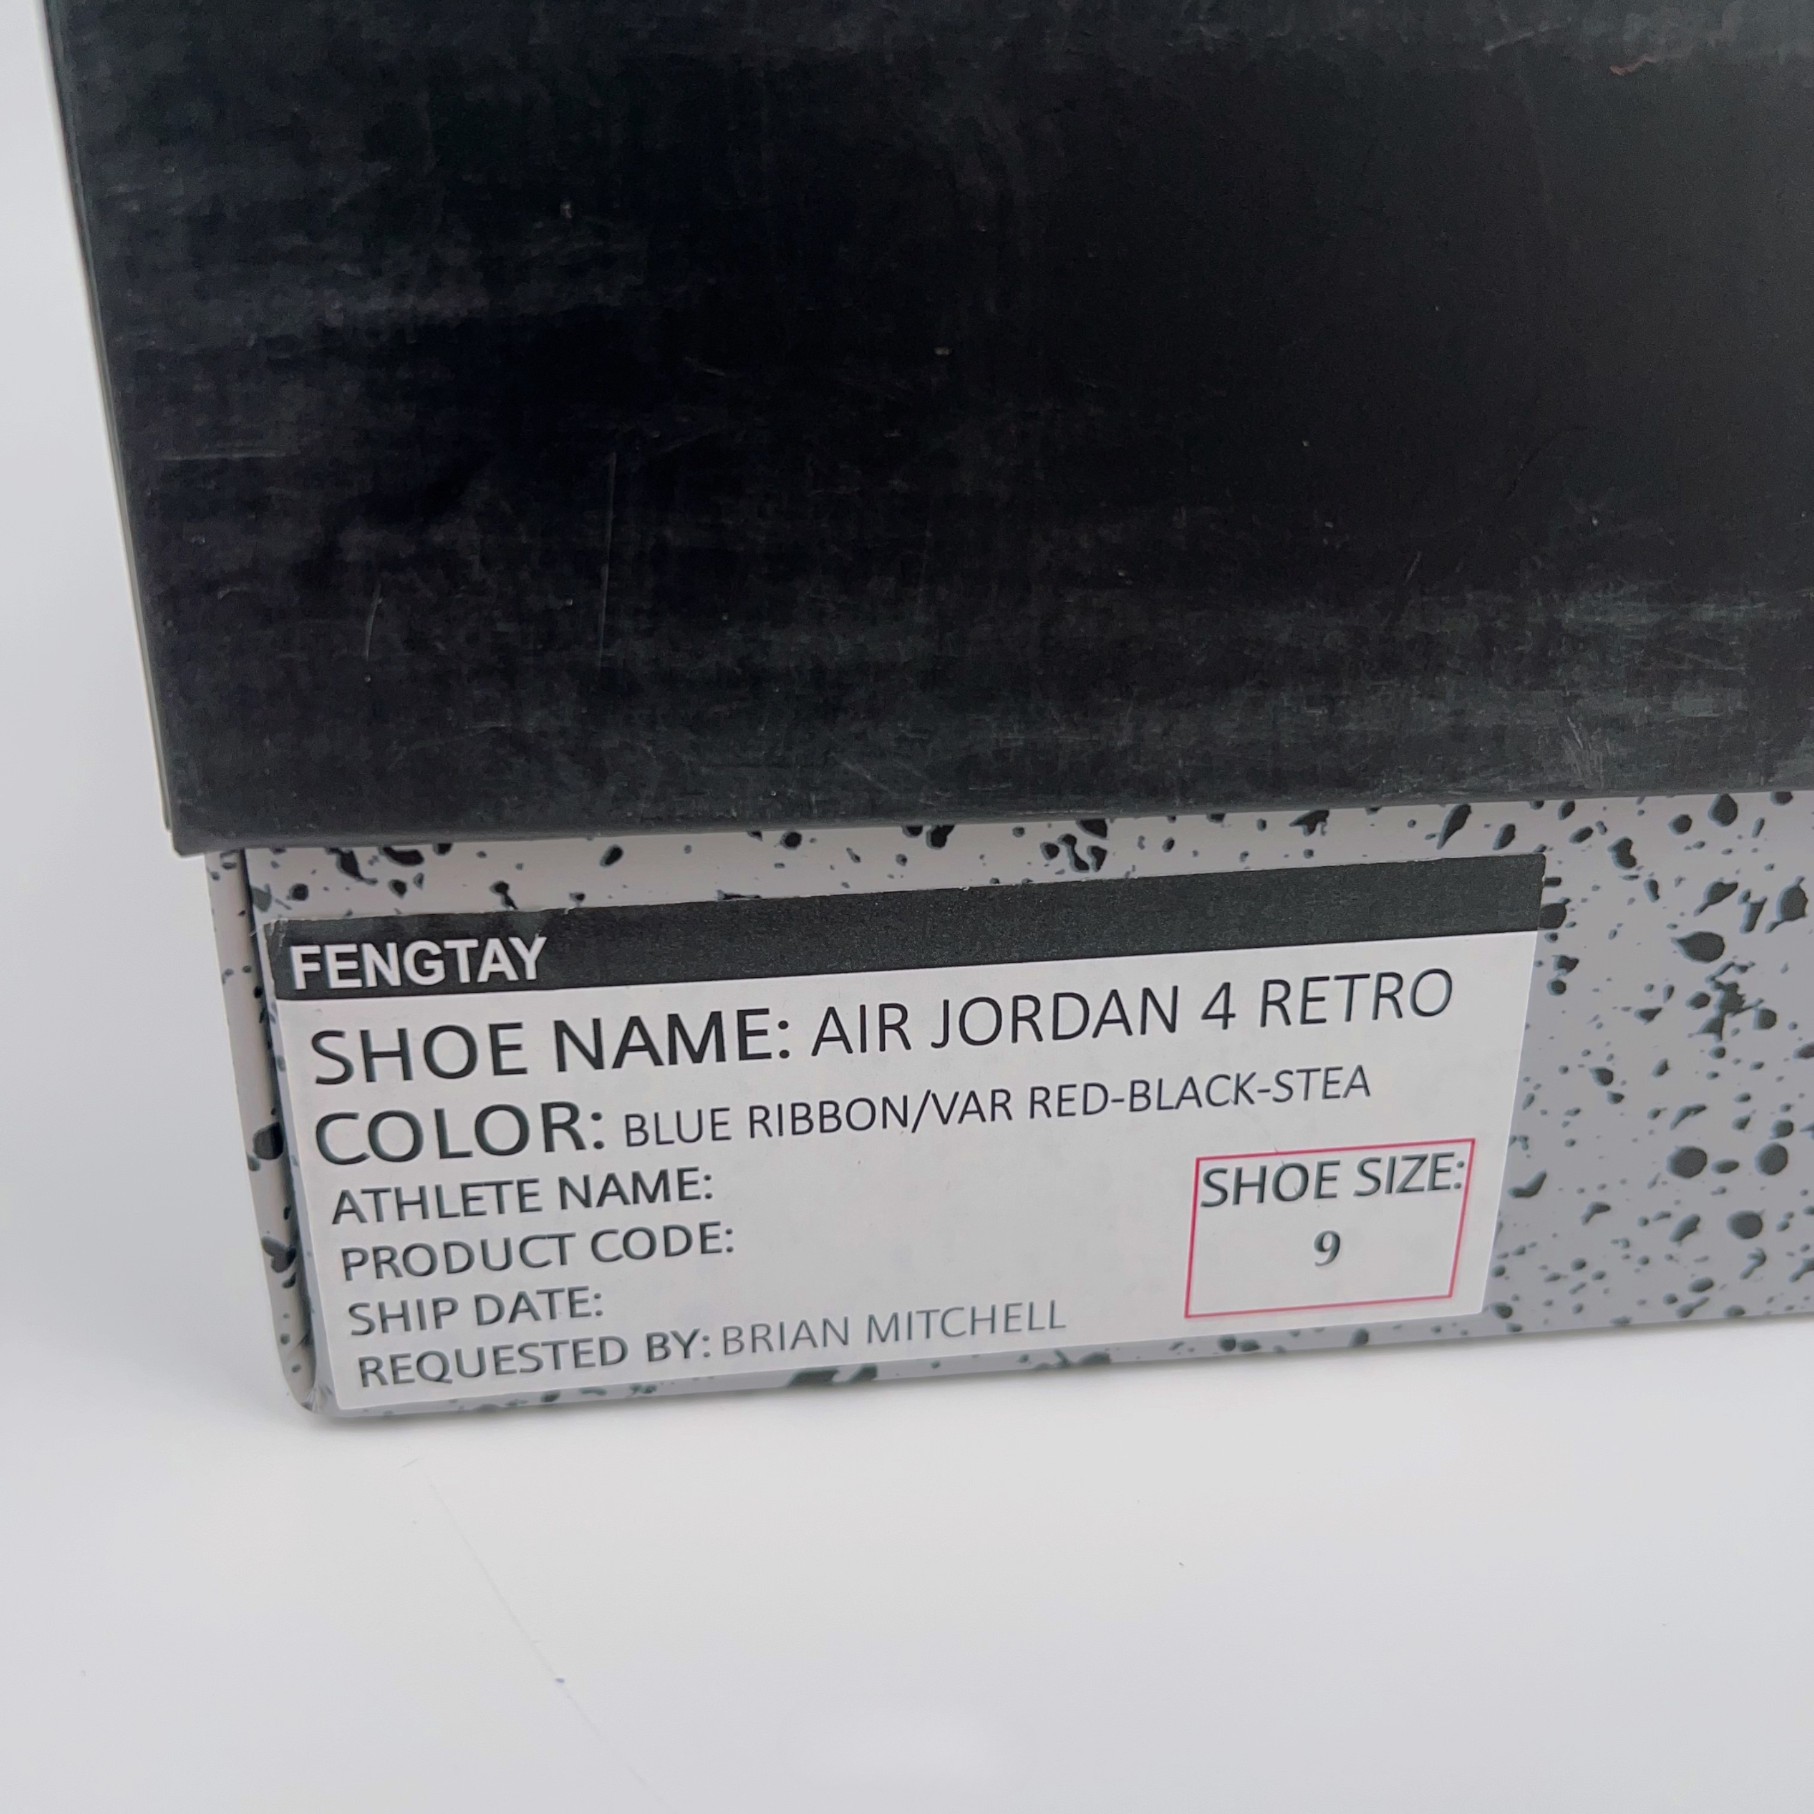 FENGTAY
SHOE NAME: AIR JORDAN 4 RETRO
COLOR: BLUE RIBBON/VAR RED-BLACK-STEA
ATHLETE NAME:
PRODUCT CODE:
SHIP DATE:
REQUESTED BY: BRIAN MITCHELL
SHOE SIZE:
9